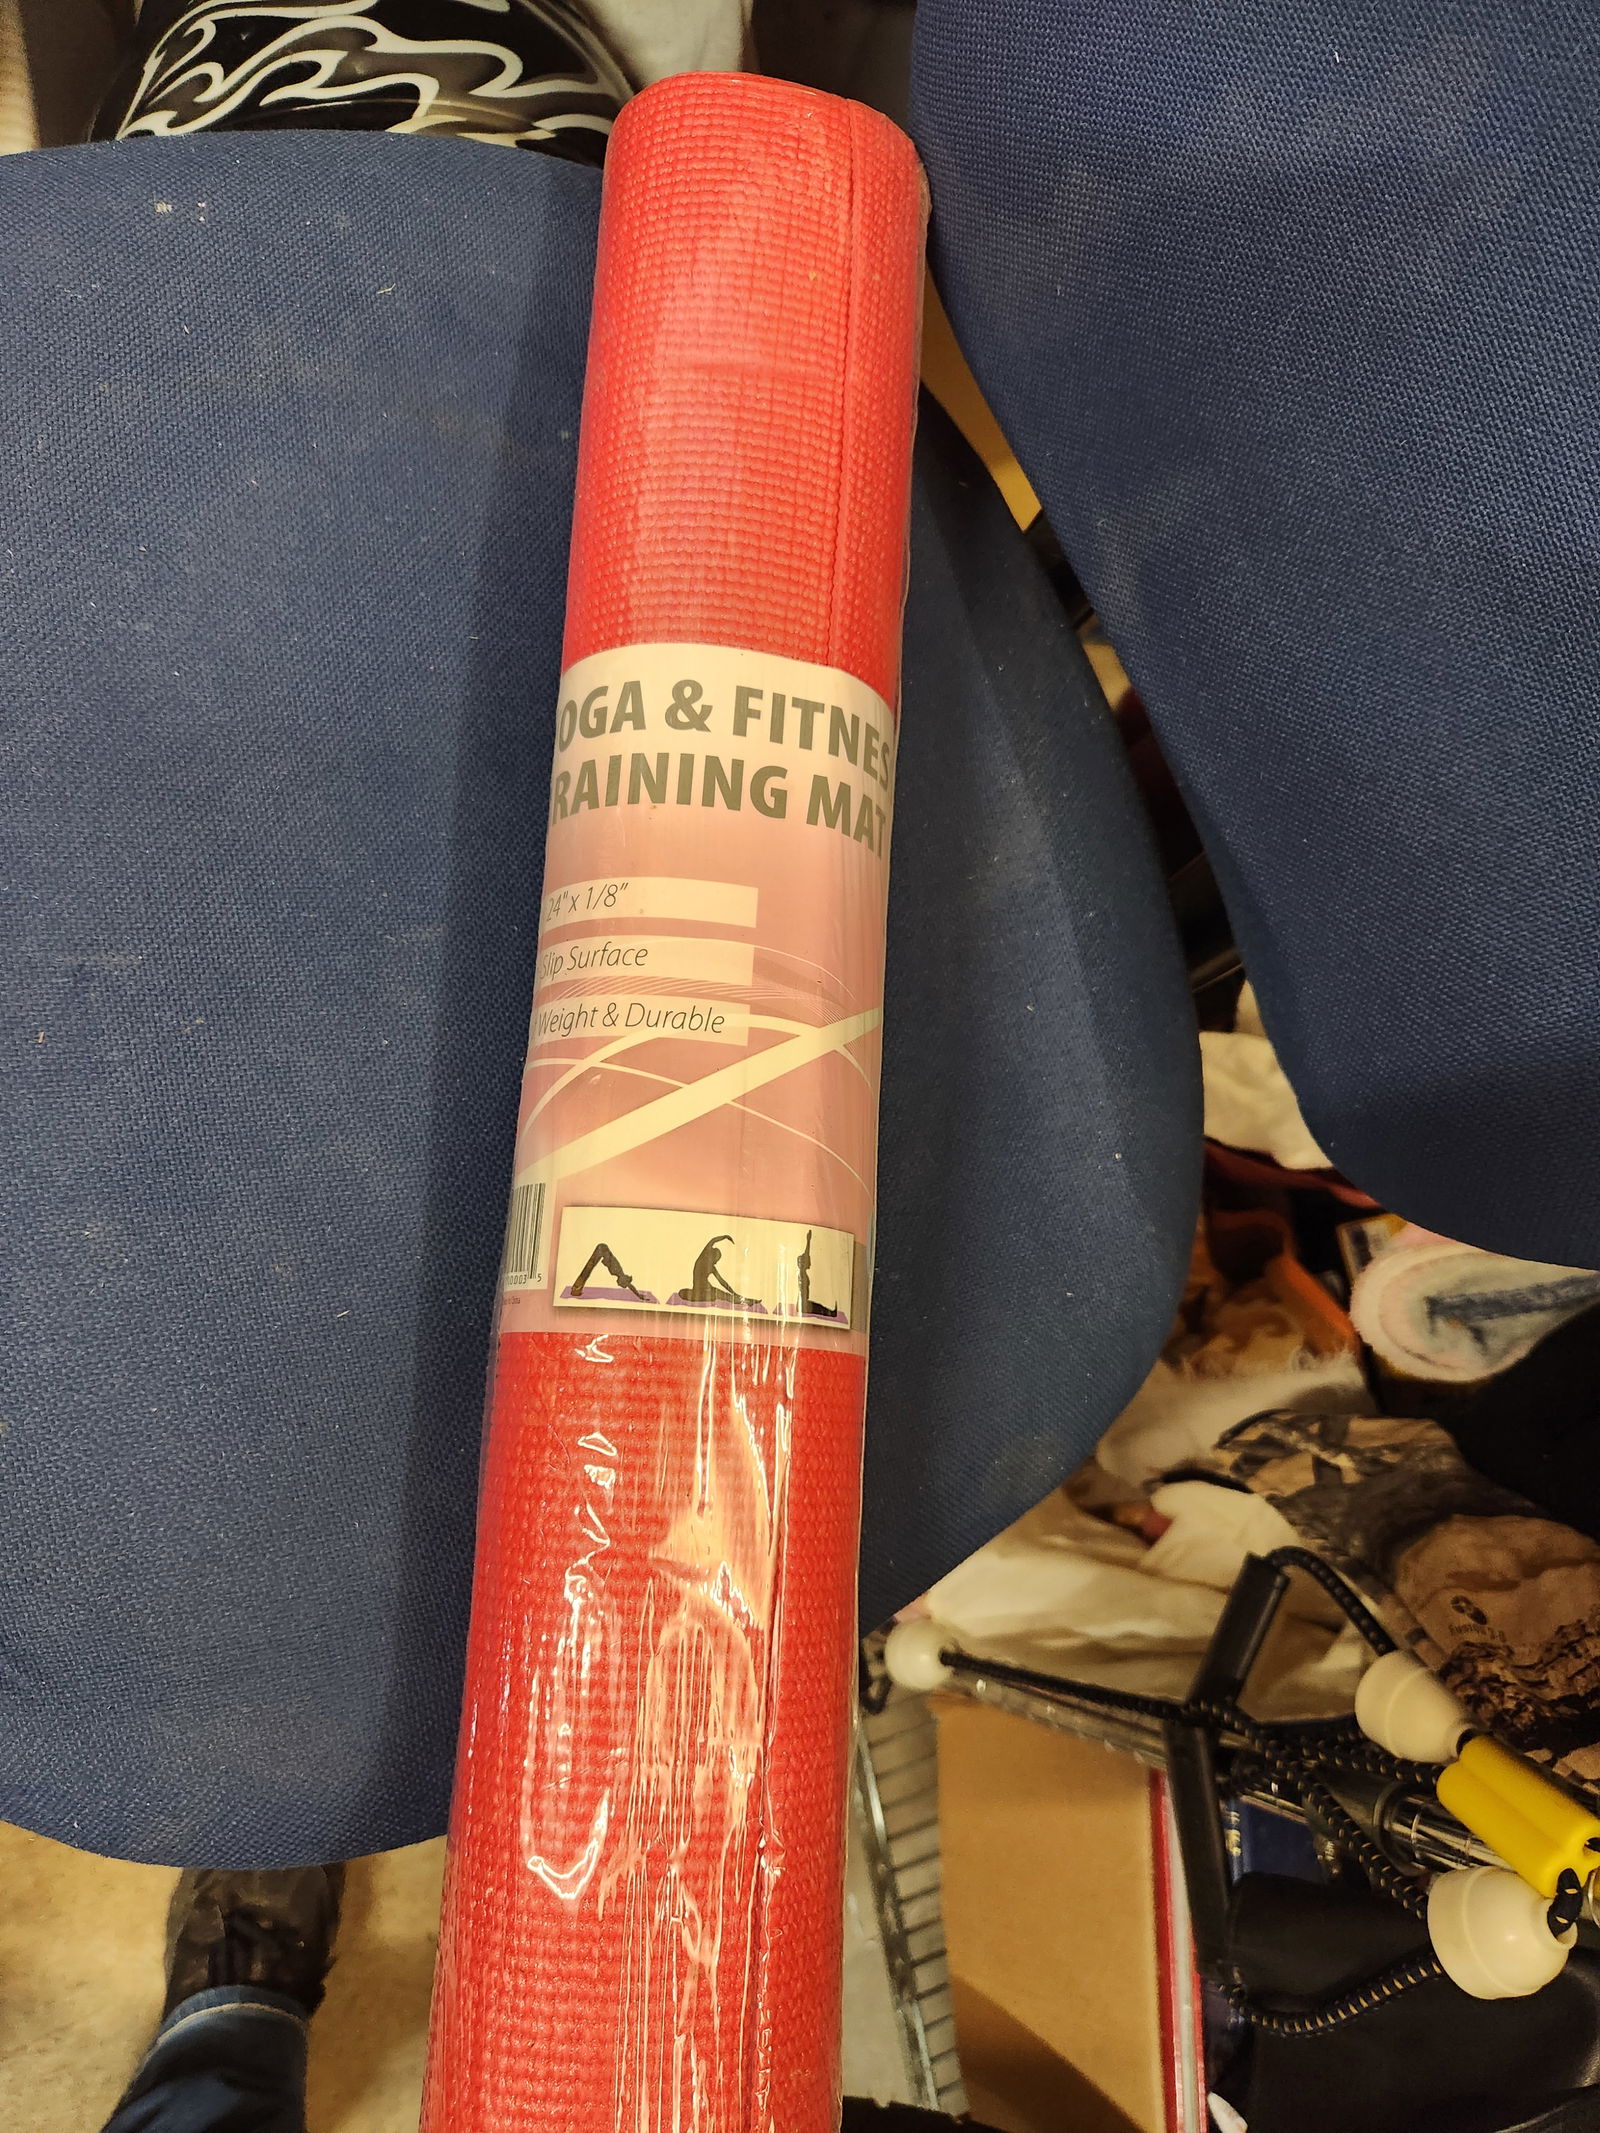 OGA & FITNES
RAINING MAT
24" x 1/8"
Slip Surface
Weight & Durable